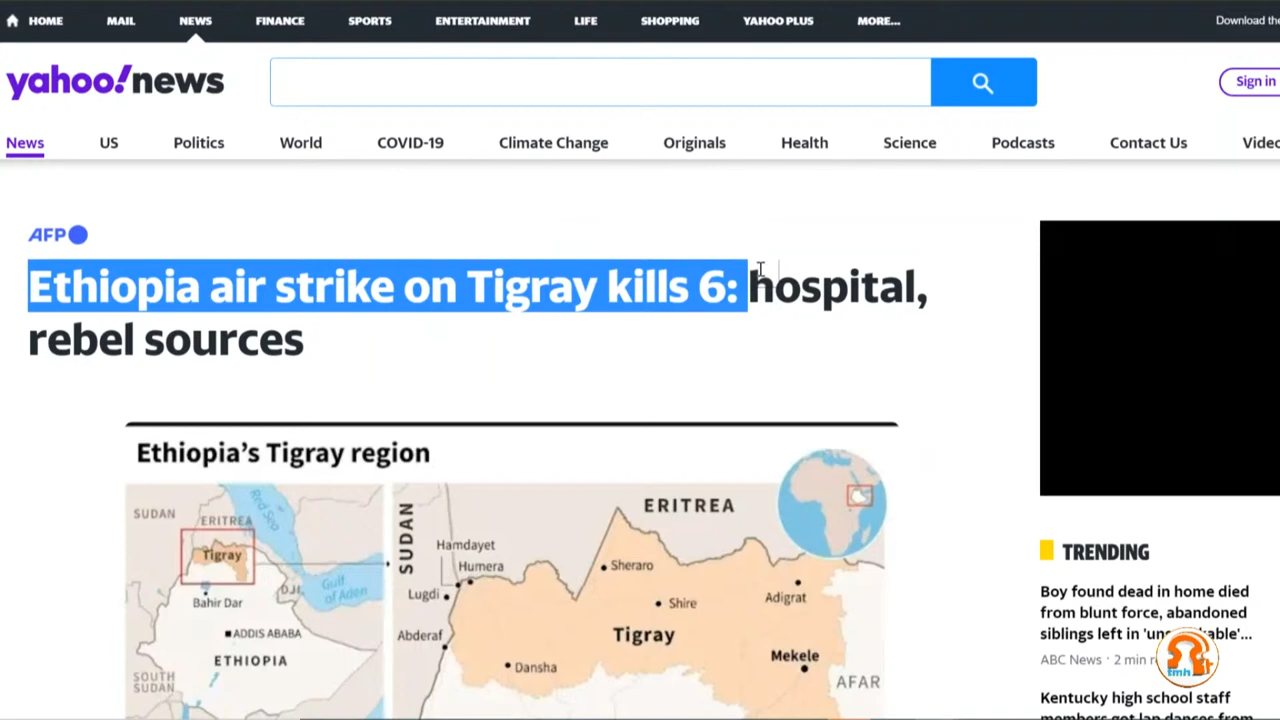 HOME MAIL NEWS FINANCE SPORTS ENTERTAINMENT LIFE SHOPPING YAHOO PLUS MORE... Download the
yahoo!news
Sign in
News US Politics World COVID-19 Climate Change Originals Health Science Podcasts Contact Us Video
AFP
Ethiopia air strike on Tigray kills 6: hospital,
rebel sources
Ethiopia's Tigray region
SUDAN
ERITREA
Red Sea
Tigray
DJI.
Gulf
of Aden
Bahir Dar
ADDIS ABABA
ETHIOPIA
SOUTH
SUDAN
SUDAN
ERITREA
Hamdayet
Humera
Sheraro
Lugdi
Shire
Adigrat
Abderaf
Tigray
Mekele
Dansha
AFAR
TRENDING
Boy found dead in home died
from blunt force, abandoned
siblings left in
ABC News · 2 min
tmh
Kentucky high school staff
members got lap dances from